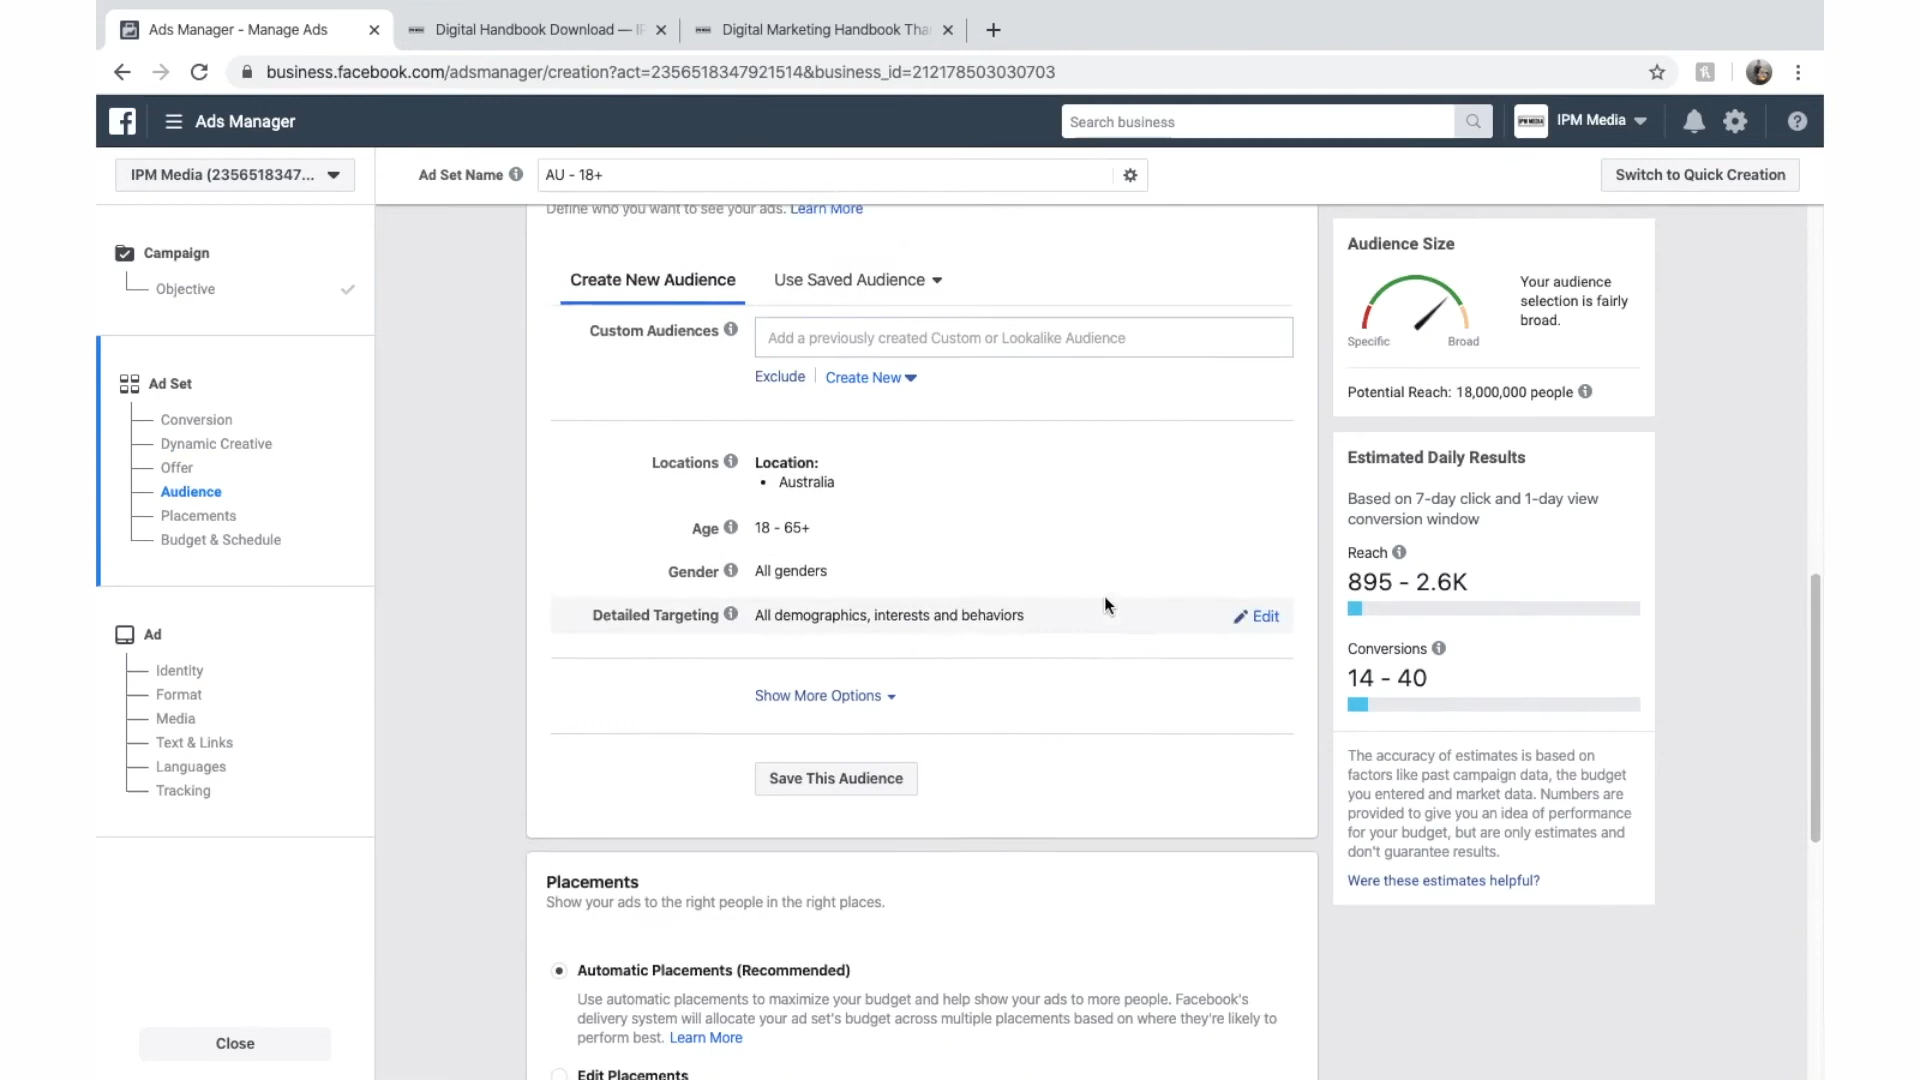 Ads Manager - Manage Ads
Digital Handbook Download — IP
Digital Marketing Handbook Tha
business.facebook.com/adsmanager/creation?act=2356518347921514&business_id=212178503030703
Ads Manager
Search business
IPM MEDIA
IPM Media
IPM Media (2356518347...
Ad Set Name
AU - 18+
Switch to Quick Creation
Campaign
Objective
Ad Set
Conversion
Dynamic Creative
Offer
Audience
Placements
Budget & Schedule
Ad
Identity
Format
Media
Text & Links
Languages
Tracking
Close
Define who you want to see your ads. Learn More
Create New Audience
Use Saved Audience
Custom Audiences
Add a previously created Custom or Lookalike Audience
Exclude
Create New
Locations
Location:
• Australia
Age
18 - 65+
Gender
All genders
Detailed Targeting
All demographics, interests and behaviors
Edit
Show More Options
Save This Audience
Placements
Show your ads to the right people in the right places.
Automatic Placements (Recommended)
Use automatic placements to maximize your budget and help show your ads to more people. Facebook's
delivery system will allocate your ad set's budget across multiple placements based on where they're likely to
perform best. Learn More
Edit Placements
Audience Size
Your audience
selection is fairly
broad.
Specific
Broad
Potential Reach: 18,000,000 people
Estimated Daily Results
Based on 7-day click and 1-day view
conversion window
Reach
895 - 2.6K
Conversions
14 - 40
The accuracy of estimates is based on
factors like past campaign data, the budget
you entered and market data. Numbers are
provided to give you an idea of performance
for your budget, but are only estimates and
don't guarantee results.
Were these estimates helpful?